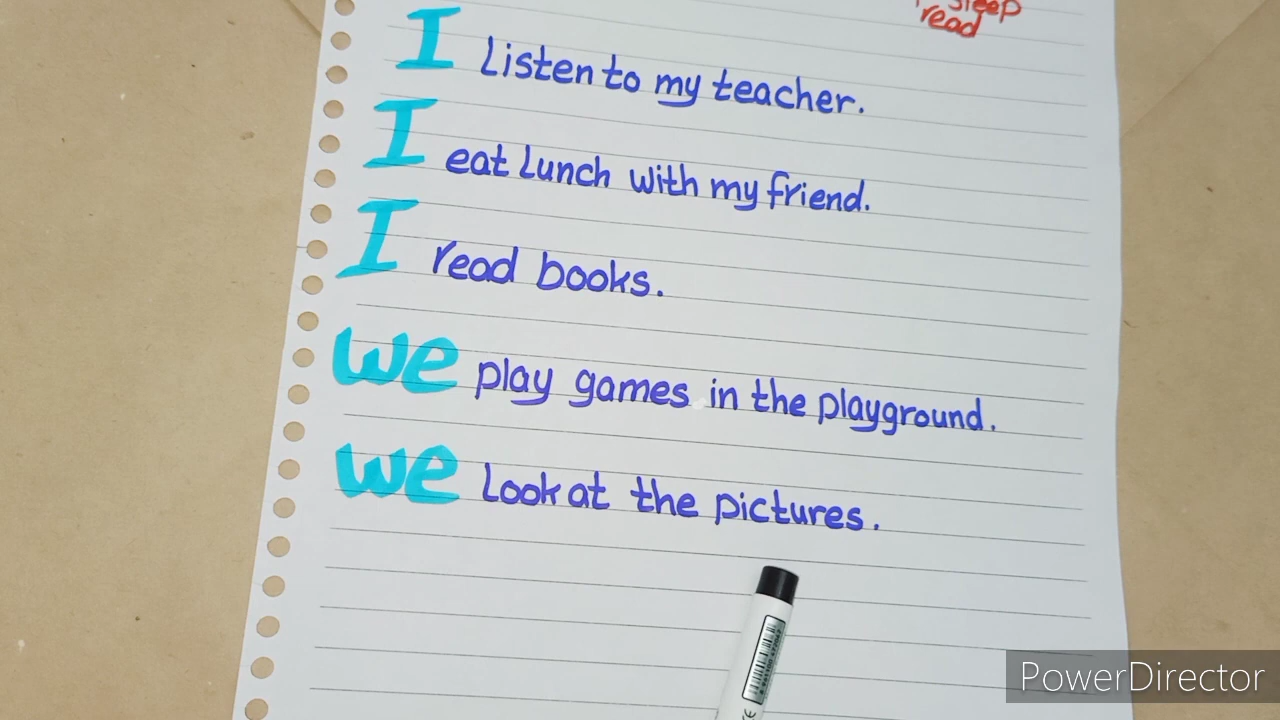 sleep
read
I Listen to my teacher.
I eat Lunch with my friend.
I read books.
we play games in the playground.
we Look at the pictures.
PowerDirector